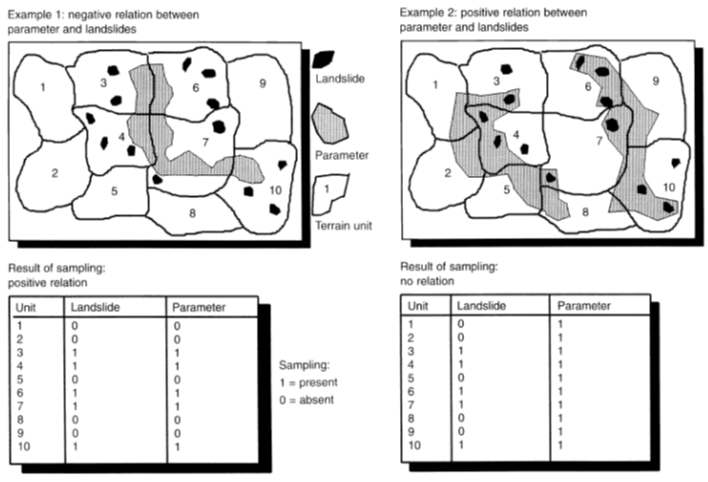 Example 1: negative relation between
parameter and landslides
1
3
6
9
4
7
2
5
8
10
Landslide
Parameter
1
Terrain unit
Example 2: positive relation between
parameter and landslides
1
3
6
9
4
7
2
5
8
10
Result of sampling:
positive relation
Unit Landslide Parameter
1 0 0
2 0 0
3 1 1
4 1 1
5 0 0
6 1 1
7 1 1
8 0 0
9 0 0
10 1 1
Sampling:
1 = present
0 = absent
Result of sampling:
no relation
Unit Landslide Parameter
1 0 1
2 0 1
3 1 1
4 1 1
5 0 1
6 1 1
7 1 1
8 0 1
9 0 1
10 1 1